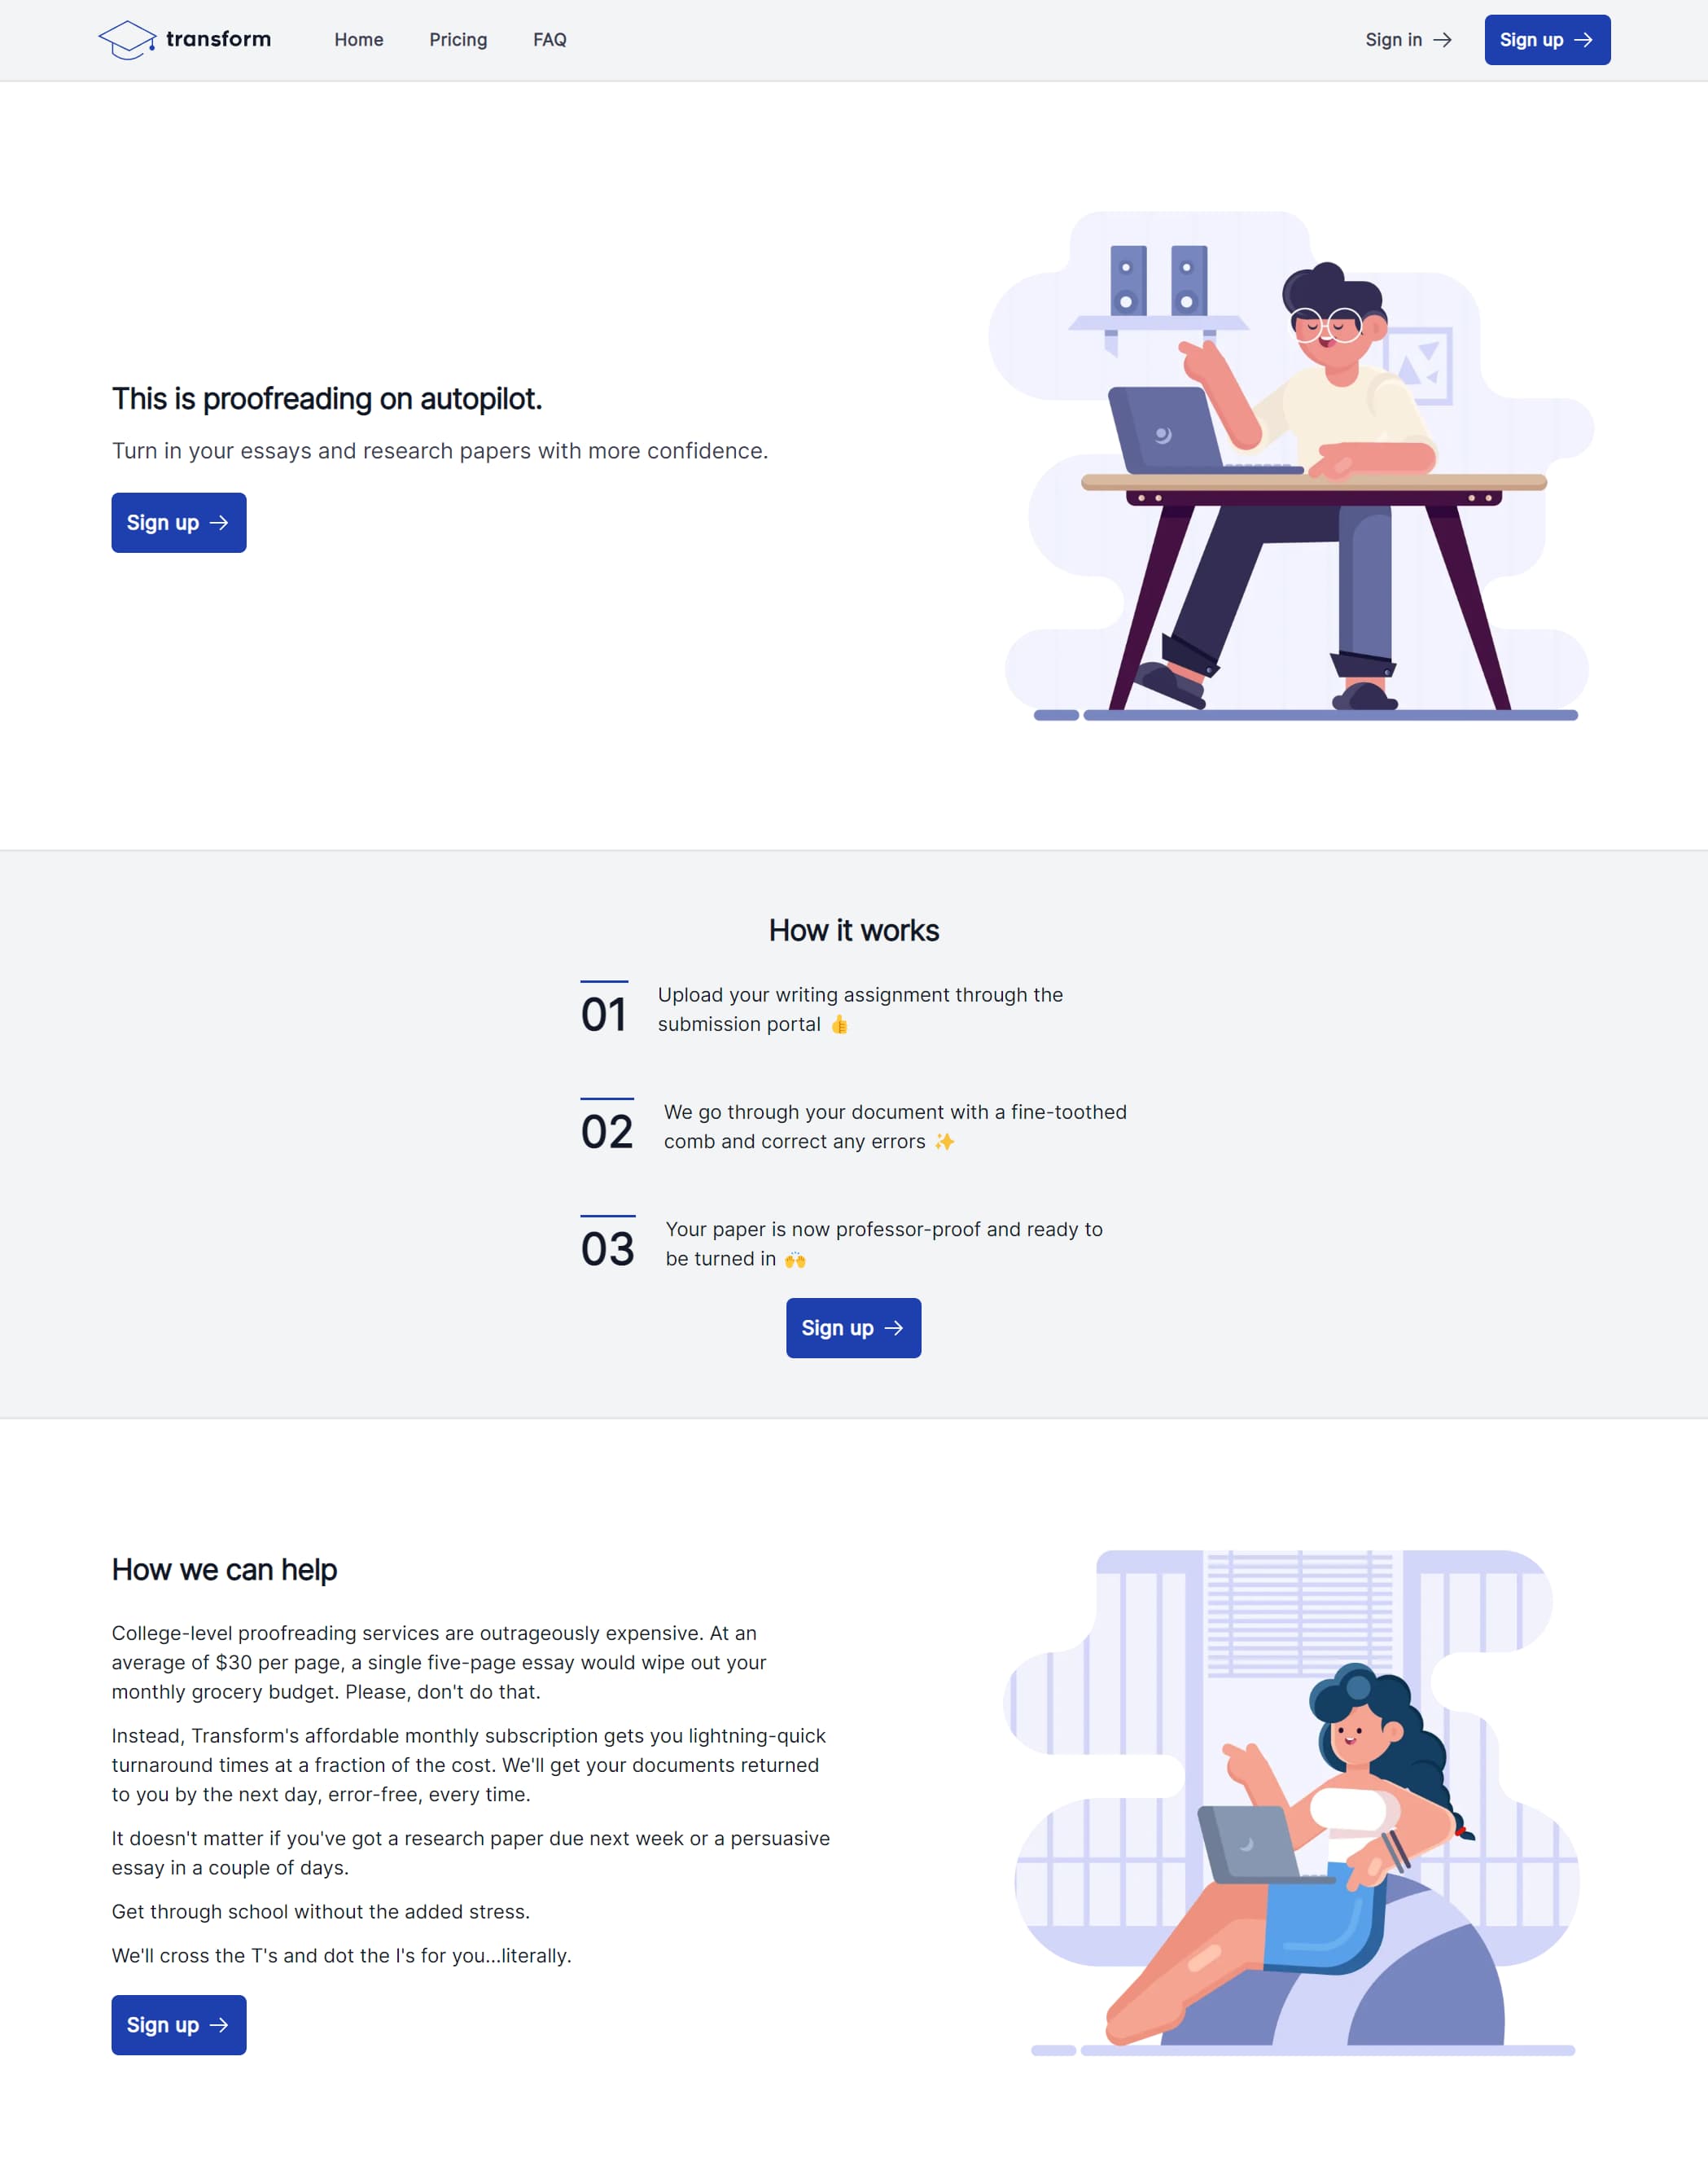 transform
Home
Pricing
FAQ
Sign in →
Sign up →
This is proofreading on autopilot.
Turn in your essays and research papers with more confidence.
Sign up →
How it works
01
Upload your writing assignment through the
submission portal 👍
02
We go through your document with a fine-toothed
comb and correct any errors ✨
03
Your paper is now professor-proof and ready to
be turned in 🙌
Sign up →
How we can help
College-level proofreading services are outrageously expensive. At an
average of $30 per page, a single five-page essay would wipe out your
monthly grocery budget. Please, don't do that.
Instead, Transform's affordable monthly subscription gets you lightning-quick
turnaround times at a fraction of the cost. We'll get your documents returned
to you by the next day, error-free, every time.
It doesn't matter if you've got a research paper due next week or a persuasive
essay in a couple of days.
Get through school without the added stress.
We'll cross the T's and dot the I's for you...literally.
Sign up →